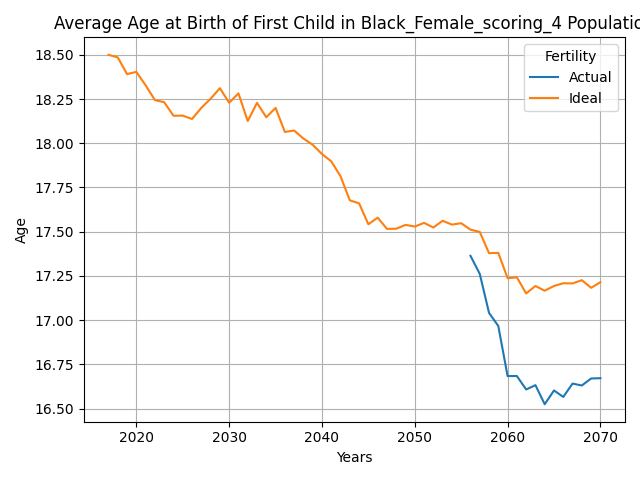 Average Age at Birth of First Child in Black_Female_scoring_4 Populatio
Fertility
Actual
Ideal
18.50
18.25
18.00
17.75
17.50
17.25
17.00
16.75
16.50
Age
2020 2030 2040 2050 2060 2070
Years